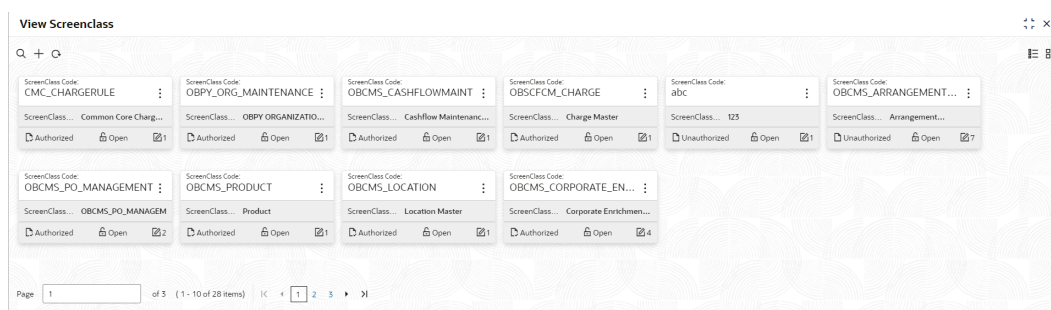 View Screenclass
ScreenClass Code: ScreenClass Code: ScreenClass Code: ScreenClass Code: ScreenClass Code: ScreenClass Code:
CMC_CHARGERULE OBPY_ORG_MAINTENANCE OBCMS_CASHFLOWMAINT OBSCFCM_CHARGE abc OBCMS_ARRANGEMENT...
ScreenClass... Common Core Charg... ScreenClass... OBPY ORGANIZATIO... ScreenClass... Cashflow Maintenanc... ScreenClass... Charge Master ScreenClass... 123 ScreenClass... Arrangement...
Authorized Open 1 Authorized Open 1 Authorized Open 1 Authorized Open 1 Unauthorized Open 1 Unauthorized Open 7
ScreenClass Code: ScreenClass Code: ScreenClass Code: ScreenClass Code:
OBCMS_PO_MANAGEMENT OBCMS_PRODUCT OBCMS_LOCATION OBCMS_CORPORATE_EN...
ScreenClass... OBCMS_PO_MANAGEM ScreenClass... Product ScreenClass... Location Master ScreenClass... Corporate Enrichmen...
Authorized Open 2 Authorized Open 1 Authorized Open 1 Authorized Open 4
Page 1 of 3 (1 - 10 of 28 items) 1 2 3